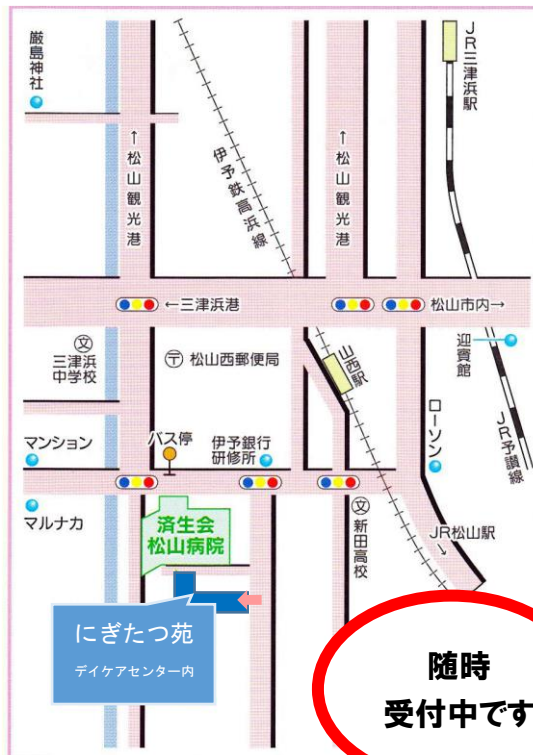 厳島神社
↑松山観光港
伊予鉄高浜線
↑松山観光港
JR三津浜駅
←三津浜港
松山市内→
文
三津浜
中学校
〒松山西郵便局
山西駅
迎賓館
JR予讃線
ローソン
マンション
バス停
伊予銀行
研修所
マルナカ
済生会
松山病院
文
新田高校
JR松山駅
↓
にぎたつ苑
デイケアセンター内
随時
受付中です